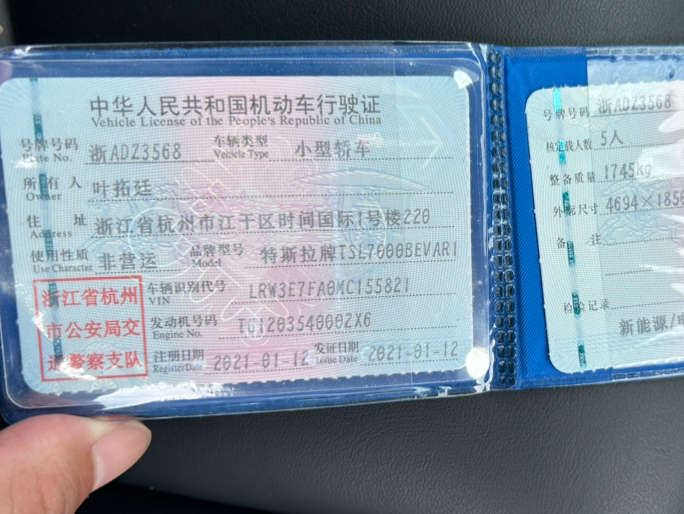 中华人民共和国机动车行驶证
Vehicle License of the People's Republic of China
号牌号码 浙ADZ3568 车辆类型 小型轿车
Plate No. Vehicle Type
所有人 叶拓廷
Owner
住址 浙江省杭州市江干区时间国际1号楼220
Address
使用性质 非营运 品牌型号 特斯拉牌TSL7000BEVAR1
Use Character Model
浙江省杭州
市公安局交
通警察支队
车辆识别代号 LRW3E7FA0MC155821
VIN
发动机号码 TG1203540002X6
Engine No.
注册日期 2021-01-12 发证日期 2021-01-12
Register Date Issue Date
号牌号码 浙ADZ3568
核定载人数 5人
整备质量 1745kg
外廓尺寸 4694×1850
备注
检验记录
新能源/电